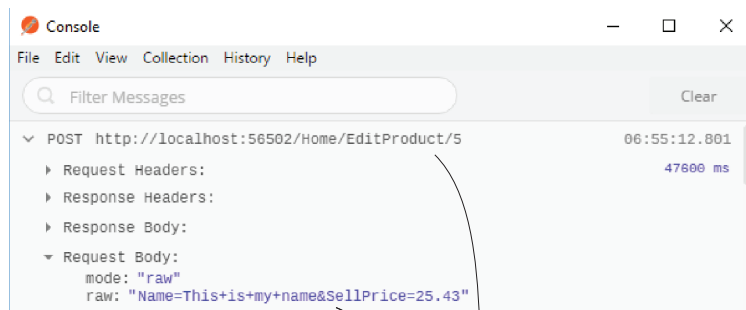 Console
File Edit View Collection History Help
Filter Messages
Clear
POST http://localhost:56502/Home/EditProduct/5 06:55:12.801
Request Headers: 47600 ms
Response Headers:
Response Body:
Request Body:
mode: "raw"
raw: "Name=This+is+my+name&SellPrice=25.43"